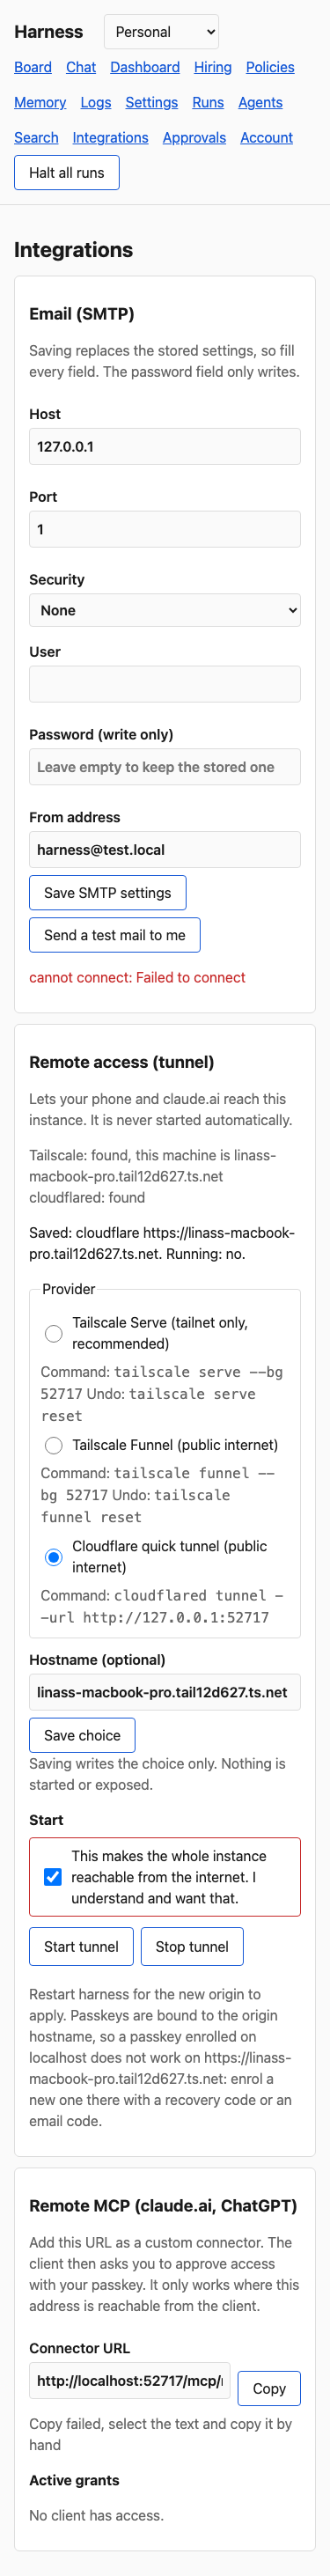 Harness
Personal
Board Chat Dashboard Hiring Policies
Memory Logs Settings Runs Agents
Search Integrations Approvals Account
Halt all runs
Integrations
Email (SMTP)
Saving replaces the stored settings, so fill
every field. The password field only writes.
Host
127.0.0.1
Port
1
Security
None
User
Password (write only)
Leave empty to keep the stored one
From address
harness@test.local
Save SMTP settings
Send a test mail to me
cannot connect: Failed to connect
Remote access (tunnel)
Lets your phone and claude.ai reach this
instance. It is never started automatically.
Tailscale: found, this machine is linass-
macbook-pro.tail12d627.ts.net
cloudflared: found
Saved: cloudflare https://linass-macbook-
pro.tail12d627.ts.net. Running: no.
Provider
Tailscale Serve (tailnet only,
recommended)
Command: tailscale serve --bg
52717 Undo: tailscale serve
reset
Tailscale Funnel (public internet)
Command: tailscale funnel --
bg 52717 Undo: tailscale
funnel reset
Cloudflare quick tunnel (public
internet)
Command: cloudflared tunnel -
-url http://127.0.0.1:52717
Hostname (optional)
linass-macbook-pro.tail12d627.ts.net
Save choice
Saving writes the choice only. Nothing is
started or exposed.
Start
This makes the whole instance
reachable from the internet. I
understand and want that.
Start tunnel Stop tunnel
Restart harness for the new origin to
apply. Passkeys are bound to the origin
hostname, so a passkey enrolled on
localhost does not work on https://linass-
macbook-pro.tail12d627.ts.net: enrol a
new one there with a recovery code or an
email code.
Remote MCP (claude.ai, ChatGPT)
Add this URL as a custom connector. The
client then asks you to approve access
with your passkey. It only works where this
address is reachable from the client.
Connector URL
http://localhost:52717/mcp/
Copy
Copy failed, select the text and copy it by
hand
Active grants
No client has access.